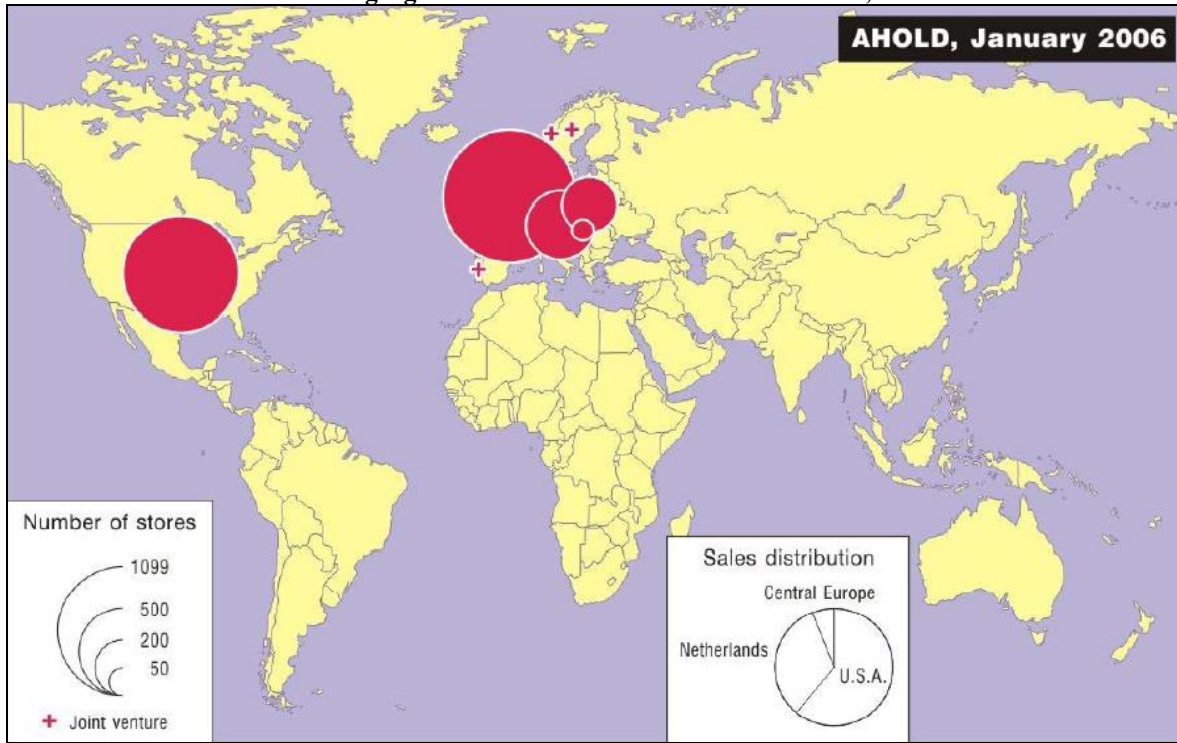 AHOLD, January 2006
Number of stores
1099
500
200
50
+ Joint venture
Sales distribution
Central Europe
Netherlands
U.S.A.